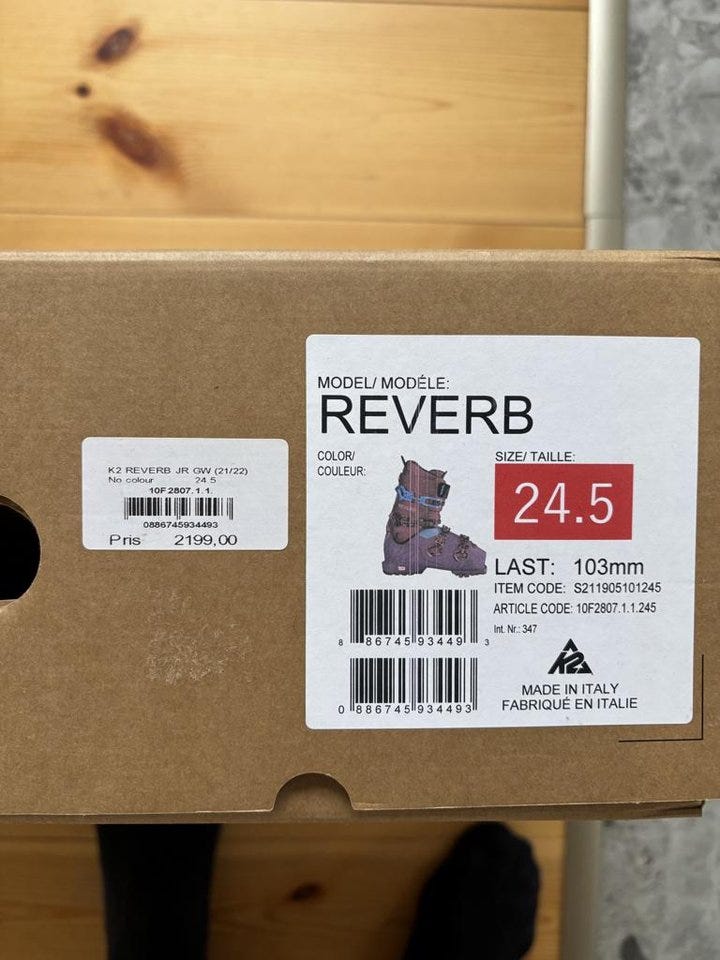 K2 REVERB JR GW (21/22)
No colour 24.5
10F2807.1.1.
0886745934493
Pris 2199,00
MODEL/ MODÉLE:
REVERB
COLOR/
COULEUR:
SIZE/ TAILLE:
24.5
LAST: 103mm
ITEM CODE: S211905101245
ARTICLE CODE: 10F2807.1.1.245
Int. Nr.: 347
8 86745 93449 3
0 886745 934493
K2
MADE IN ITALY
FABRIQUÉ EN ITALIE